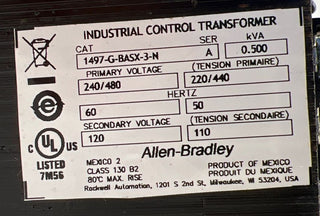 INDUSTRIAL CONTROL TRANSFORMER
CAT SER kVA
1497-G-BASX-3-N A 0.500
PRIMARY VOLTAGE (TENSION PRIMAIRE)
240/480 220/440
HERTZ
60 50
SECONDARY VOLTAGE (TENSION SECONDAIRE)
120 110
Allen-Bradley
C UL US
LISTED
7M56
MEXICO 2 PRODUCT OF MEXICO
CLASS 130 B2 PRODUIT DU MEXIQUE
80°C MAX. RISE
Rockwell Automation, 1201 S 2nd St, Milwaukee, WI 53204, USA